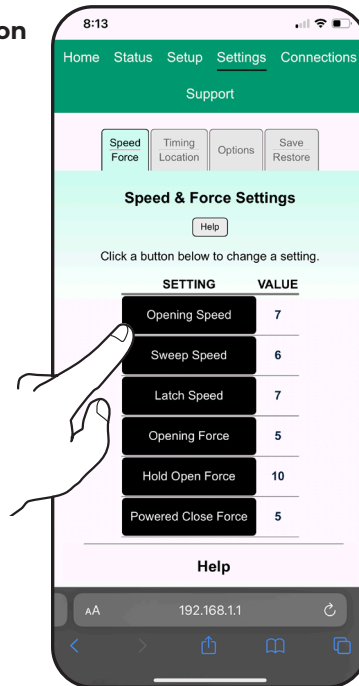 on
8:13
Home Status Setup Settings Connections
Support
Speed
Force
Timing
Location
Options
Save
Restore
Speed & Force Settings
Help
Click a button below to change a setting.
SETTING VALUE
Opening Speed 7
Sweep Speed 6
Latch Speed 7
Opening Force 5
Hold Open Force 10
Powered Close Force 5
Help
AA 192.168.1.1